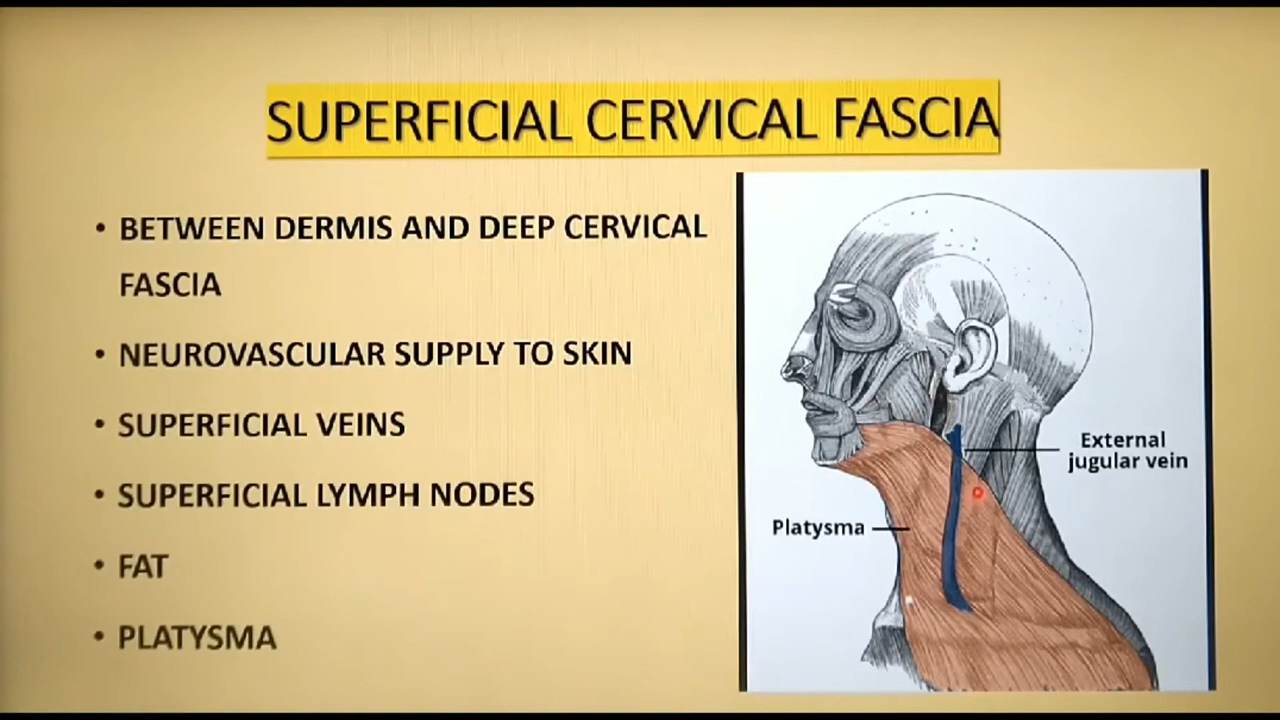 SUPERFICIAL CERVICAL FASCIA
• BETWEEN DERMIS AND DEEP CERVICAL
FASCIA
• NEUROVASCULAR SUPPLY TO SKIN
• SUPERFICIAL VEINS
• SUPERFICIAL LYMPH NODES
• FAT
• PLATYSMA
External
jugular vein
Platysma